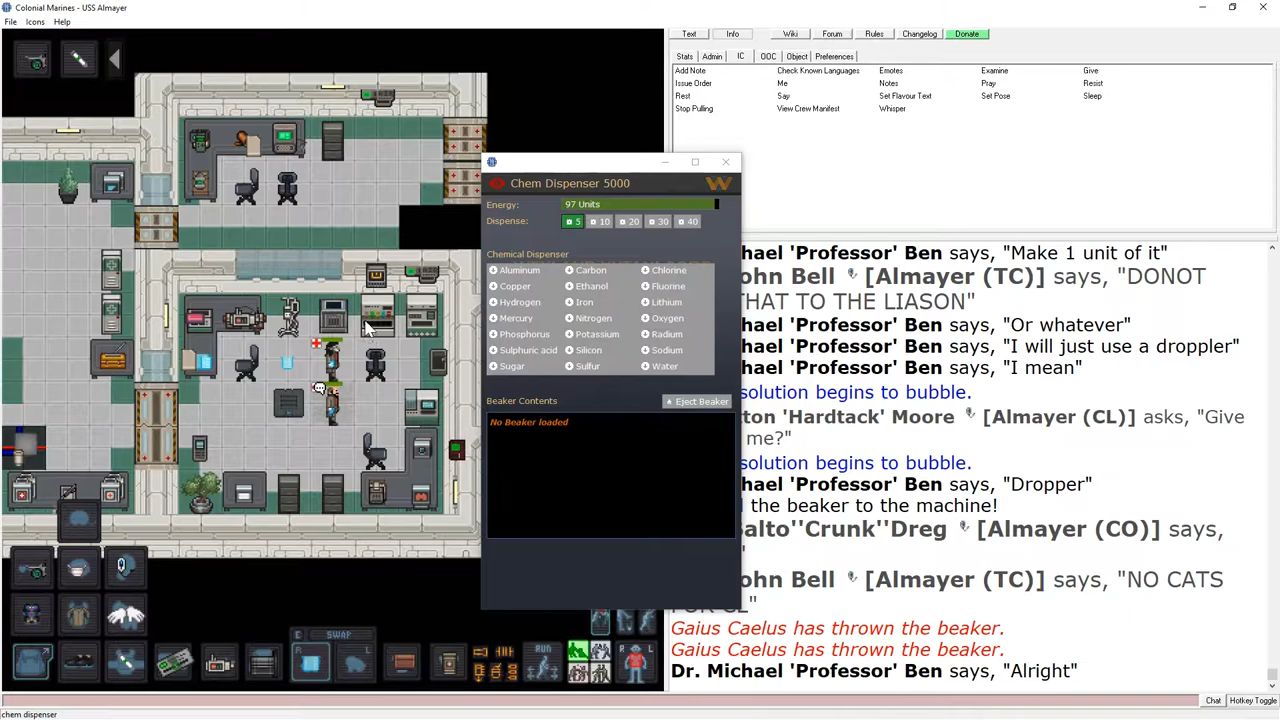 Colonial Marines - USS Almayer
File Icons Help
Text Info Wiki Forum Rules Changelog Donate
Stats Admin IC OOC Object Preferences
Add Note Check Known Languages Emotes Examine Give
Issue Order Me Notes Pray Resist
Rest Say Set Flavour Text Set Pose Sleep
Stop Pulling View Crew Manifest Whisper
Chem Dispenser 5000
Energy: 97 Units
Dispense: 5 10 20 30 40
Chemical Dispenser
Aluminum Carbon Chlorine
Copper Ethanol Fluorine
Hydrogen Iron Lithium
Mercury Nitrogen Oxygen
Phosphorus Potassium Radium
Sulphuric acid Silicon Sodium
Sugar Sulfur Water
Beaker Contents Eject Beaker
No Beaker loaded
hael 'Professor' Ben says, "Make 1 unit of it"
ohn Bell [Almayer (TC)] says, "DONOT
THAT TO THE LIASON"
hael 'Professor' Ben says, "Or whatever"
hael 'Professor' Ben says, "I will just use a droppler"
hael 'Professor' Ben says, "I mean"
solution begins to bubble.
ton 'Hardtack' Moore [Almayer (CL)] asks, "Give
me?"
solution begins to bubble.
hael 'Professor' Ben says, "Dropper"
d the beaker to the machine!
alto''Crunk''Dreg [Almayer (CO)] says,
"
ohn Bell [Almayer (TC)] says, "NO CATS
FOR CL"
Gaius Caelus has thrown the beaker.
Gaius Caelus has thrown the beaker.
Dr. Michael 'Professor' Ben says, "Alright"
E SWAP
R L RUN R L
Chat Hotkey Toggle
chem dispenser